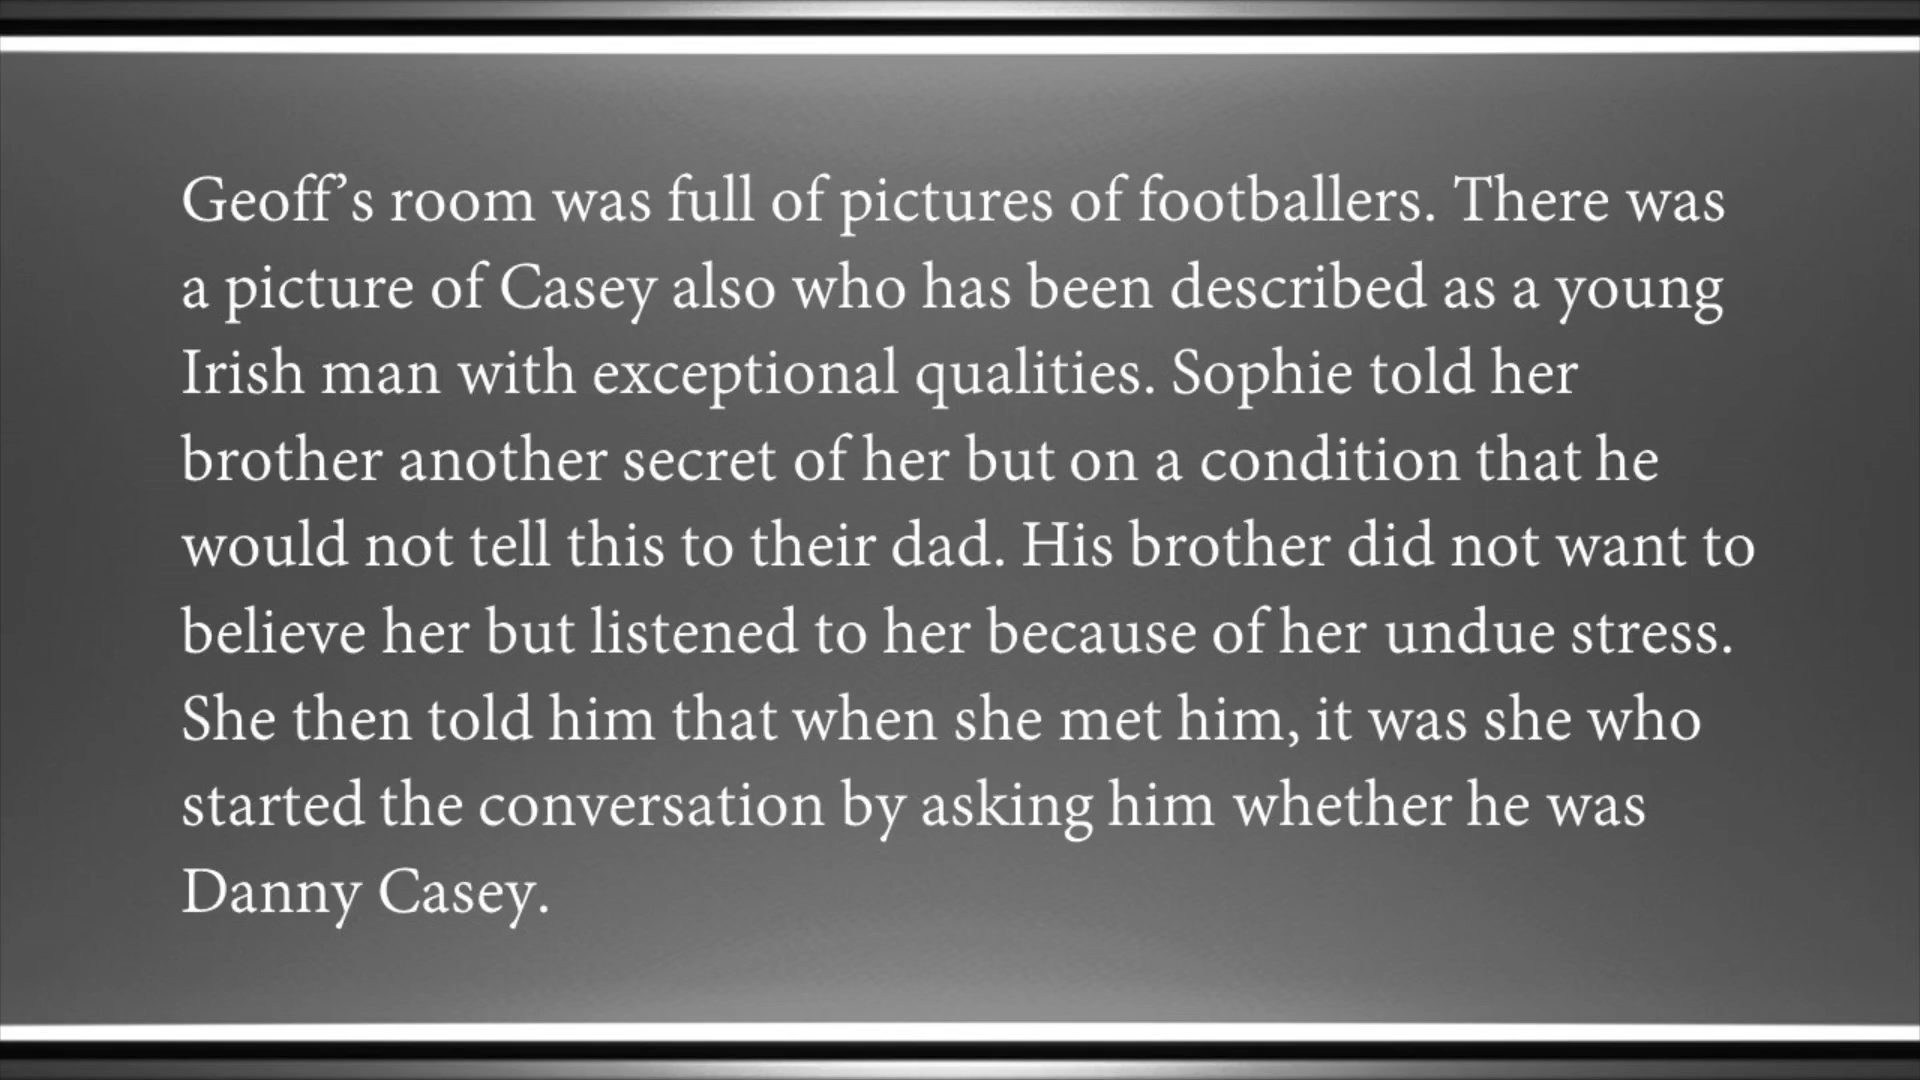 Geoff’s room was full of pictures of footballers. There was
a picture of Casey also who has been described as a young
Irish man with exceptional qualities. Sophie told her
brother another secret of her but on a condition that he
would not tell this to their dad. His brother did not want to
believe her but listened to her because of her undue stress.
She then told him that when she met him, it was she who
started the conversation by asking him whether he was
Danny Casey.